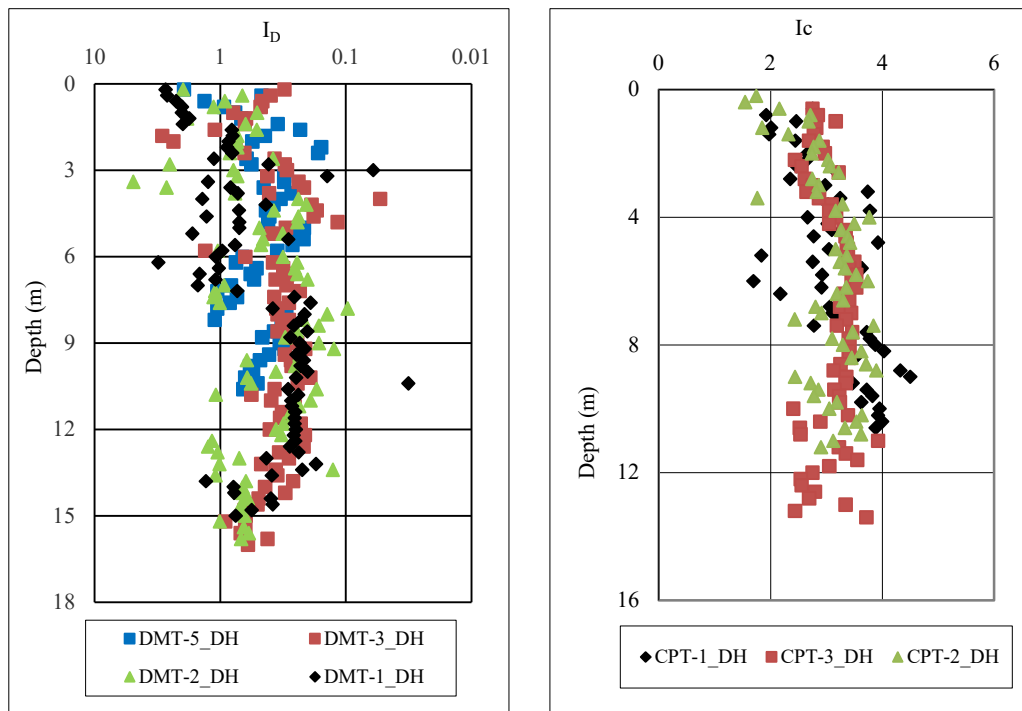 I_D
10 1 0.1 0.01
0
3
6
9
12
15
18
Depth (m)
DMT-5_DH DMT-3_DH
DMT-2_DH DMT-1_DH
Ic
0 2 4 6
0
4
8
12
16
Depth (m)
CPT-1_DH CPT-3_DH CPT-2_DH